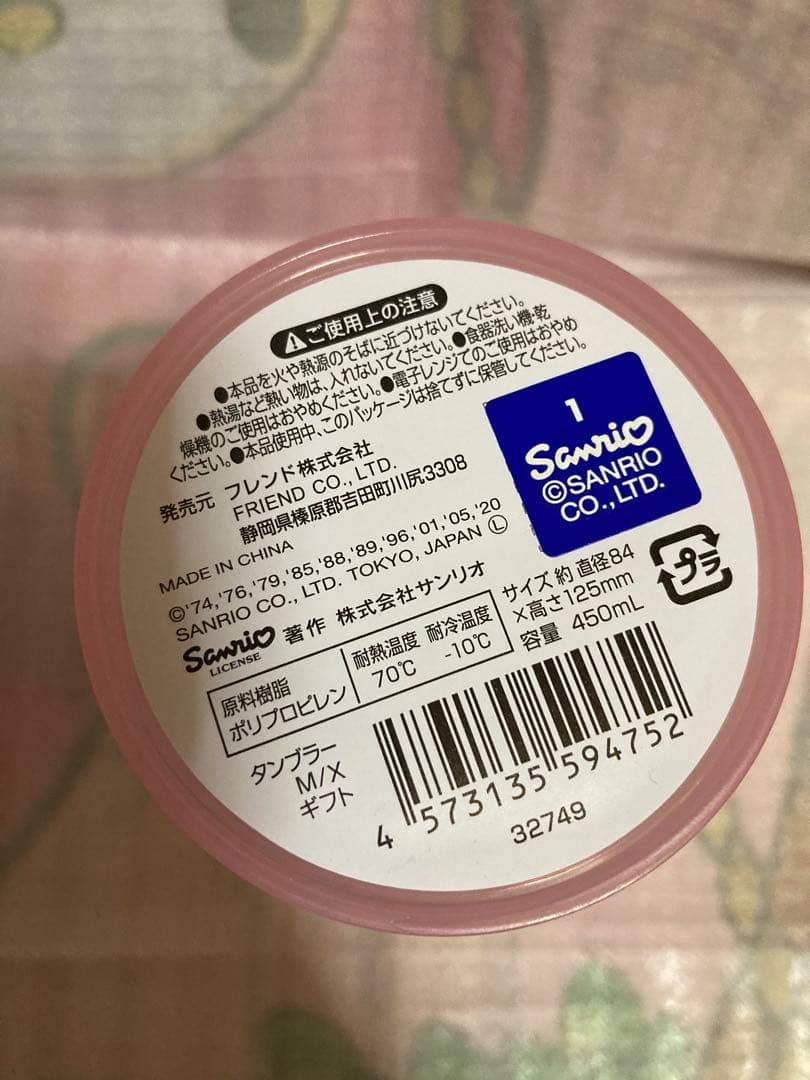 ご使用上の注意
●本品を火や熱源のそばに近づけないでください。
●熱湯など熱い物は、入れないでください。●食器洗い機・乾
燥機のご使用はおやめください。●電子レンジでのご使用はおやめ
ください。●本品使用中、このパッケージは捨てずに保管してください。
発売元 フレンド株式会社
FRIEND CO., LTD.
静岡県榛原郡吉田町川尻3308
MADE IN CHINA
©'74,'76,'79,'85,'88,'89,'96,'01,'05,'20
SANRIO CO., LTD. TOKYO, JAPAN Ⓛ
Sanrio 著作 株式会社サンリオ
LICENSE
1
Sanrio
©SANRIO
CO.,LTD.
プラ
サイズ 約 直径84
×高さ125mm
容量 450mL
原料樹脂 耐熱温度 耐冷温度
ポリプロピレン 70℃ -10℃
タンブラー
M/X
ギフト
4 573135 594752
32749